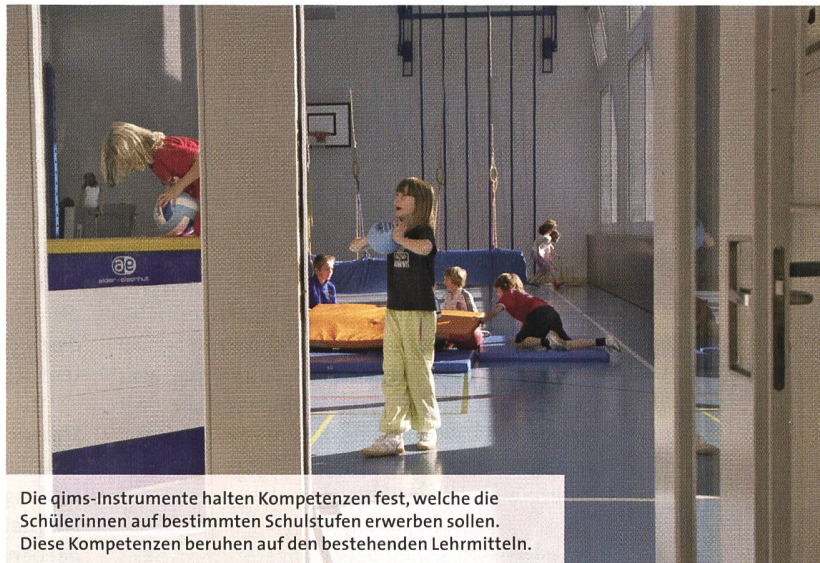 ae
alder+eisenhut
Die qims-Instrumente halten Kompetenzen fest, welche die
Schülerinnen auf bestimmten Schulstufen erwerben sollen.
Diese Kompetenzen beruhen auf den bestehenden Lehrmitteln.